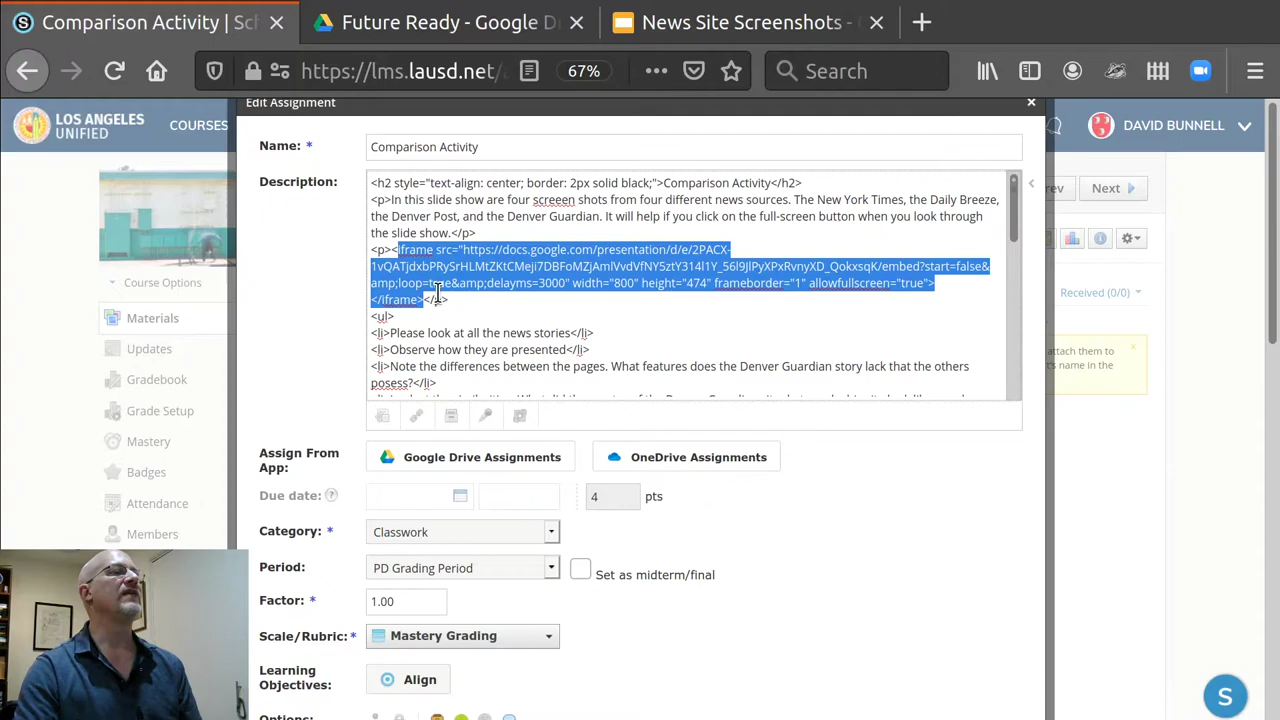 Comparison Activity | Sc
Future Ready - Google D
News Site Screenshots -
https://lms.lausd.net/
67%
Search
Edit Assignment
LOS ANGELES
UNIFIED
COURSES
DAVID BUNNELL
Name: *
Comparison Activity
Description:
<h2 style="text-align: center; border: 2px solid black;">Comparison Activity</h2>
<p>In this slide show are four screeen shots from four different news sources. The New York Times, the Daily Breeze,
the Denver Post, and the Denver Guardian. It will help if you click on the full-screen button when you look through
the slide show.</p>
<p><iframe src="https://docs.google.com/presentation/d/e/2PACX-
1vQATjdxbPRySrHLMtZKtCMeji7DBFoMZjAmlVvdVfNY5ztY314l1Y_56l9JlPyXPxRvnyXD_QokxsqK/embed?start=false&
amp;loop=true&amp;delayms=3000" width="800" height="474" frameborder="1" allowfullscreen="true">
</iframe></p>
<ul>
<li>Please look at all the news stories</li>
<li>Observe how they are presented</li>
<li>Note the differences between the pages. What features does the Denver Guardian story lack that the others
posess?</li>
Next
Course Options
Materials
Updates
Gradebook
Grade Setup
Mastery
Badges
Attendance
Members
Received (0/0)
attach them to
t's name in the
Assign From
App:
Google Drive Assignments
OneDrive Assignments
Due date:
4 pts
Category: *
Classwork
Period:
PD Grading Period
Set as midterm/final
Factor: *
1.00
Scale/Rubric: *
Mastery Grading
Learning
Objectives:
Align
Options:
S